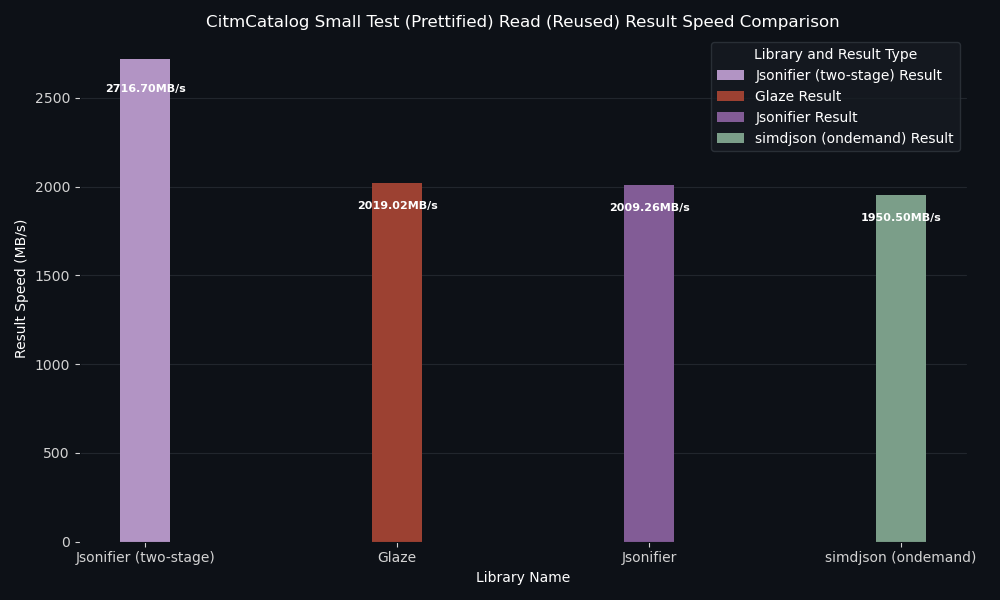 CitmCatalog Small Test (Prettified) Read (Reused) Result Speed Comparison
Library and Result Type
Jsonifier (two-stage) Result
Glaze Result
Jsonifier Result
simdjson (ondemand) Result
Result Speed (MB/s)
2500
2000
1500
1000
500
0
2716.70MB/s
2019.02MB/s
2009.26MB/s
1950.50MB/s
Jsonifier (two-stage)
Glaze
Jsonifier
simdjson (ondemand)
Library Name